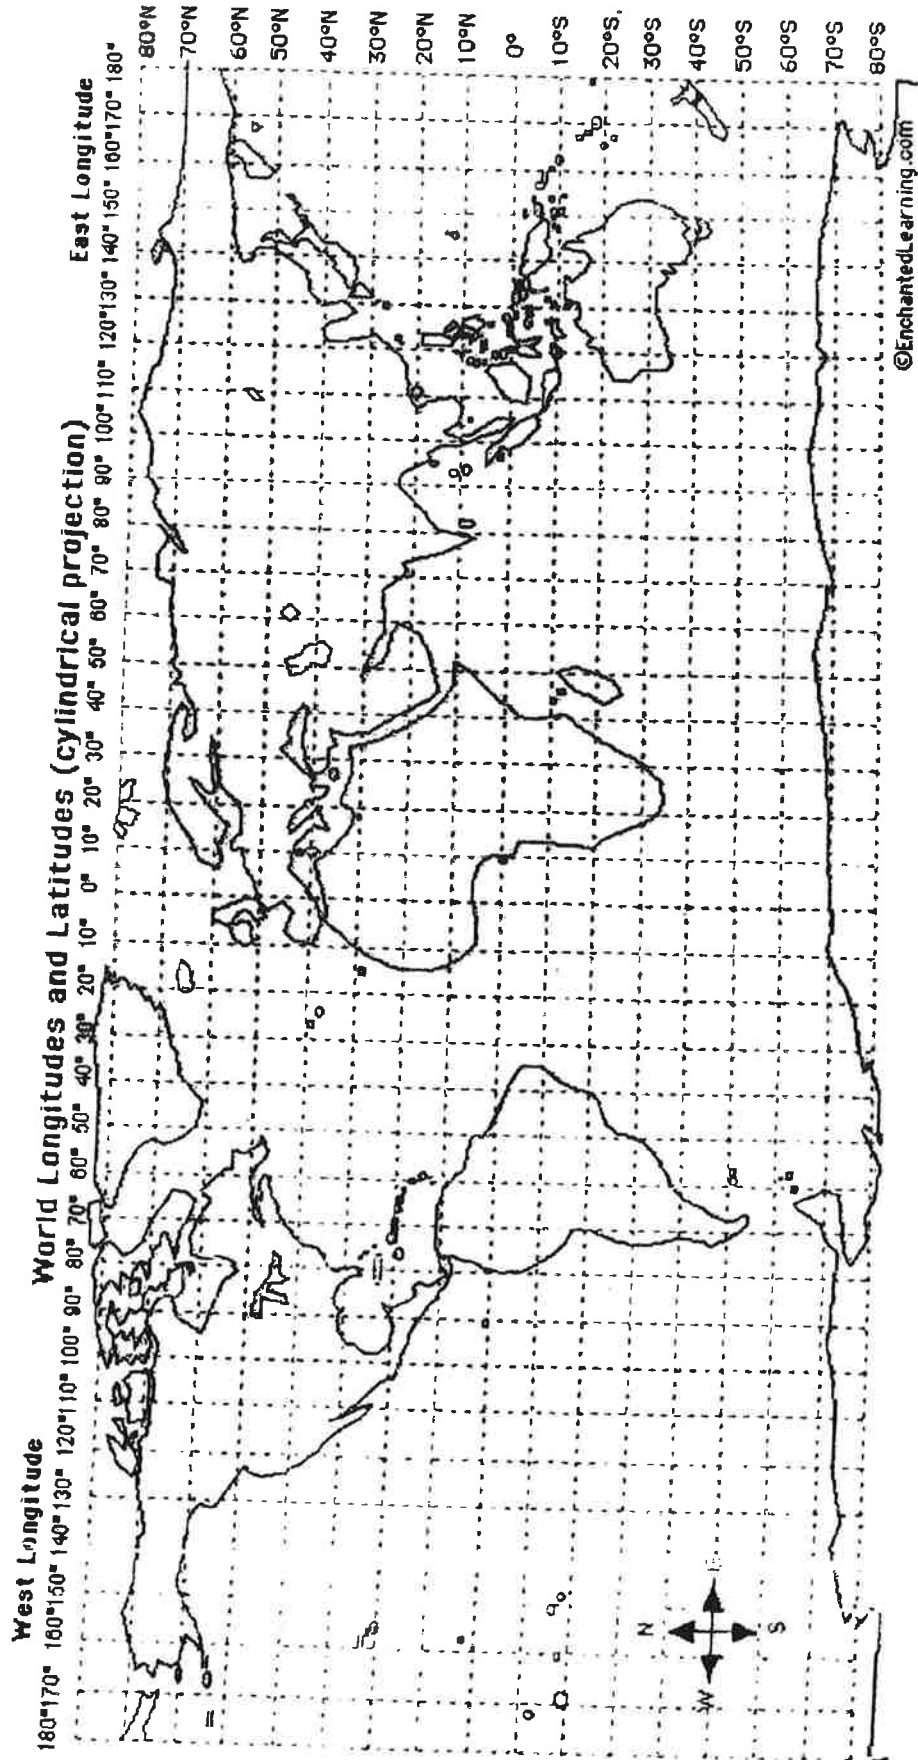 World Longitudes and Latitudes (cylindrical projection)
West Longitude
East Longitude
180° 170° 160° 150° 140° 130° 120° 110° 100° 90° 80° 70° 60° 50° 40° 30° 20° 10° 0° 10° 20° 30° 40° 50° 60° 70° 80° 90° 100° 110° 120° 130° 140° 150° 160° 170° 180°
80°N
70°N
60°N
50°N
40°N
30°N
20°N
10°N
0°
10°S
20°S.
30°S
40°S
50°S
60°S
70°S
80°S
N
W E
S
©EnchantedLearning.com